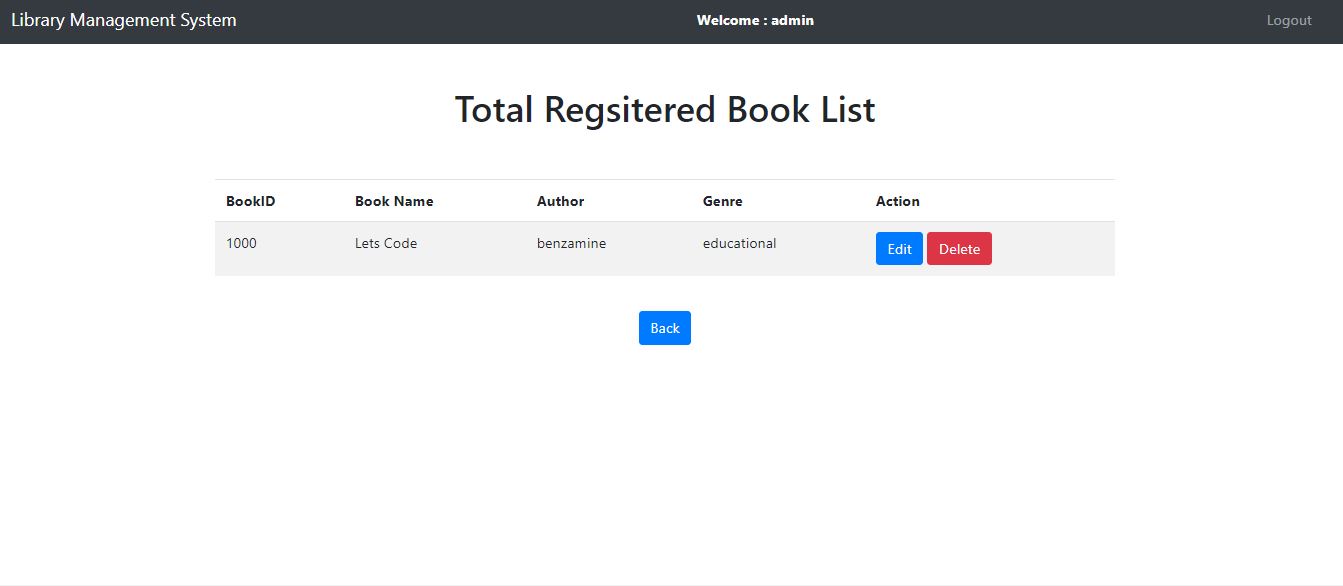 Library Management System Welcome : admin Logout
Total Regsitered Book List
BookID Book Name Author Genre Action
1000 Lets Code benzamine educational Edit Delete
Back